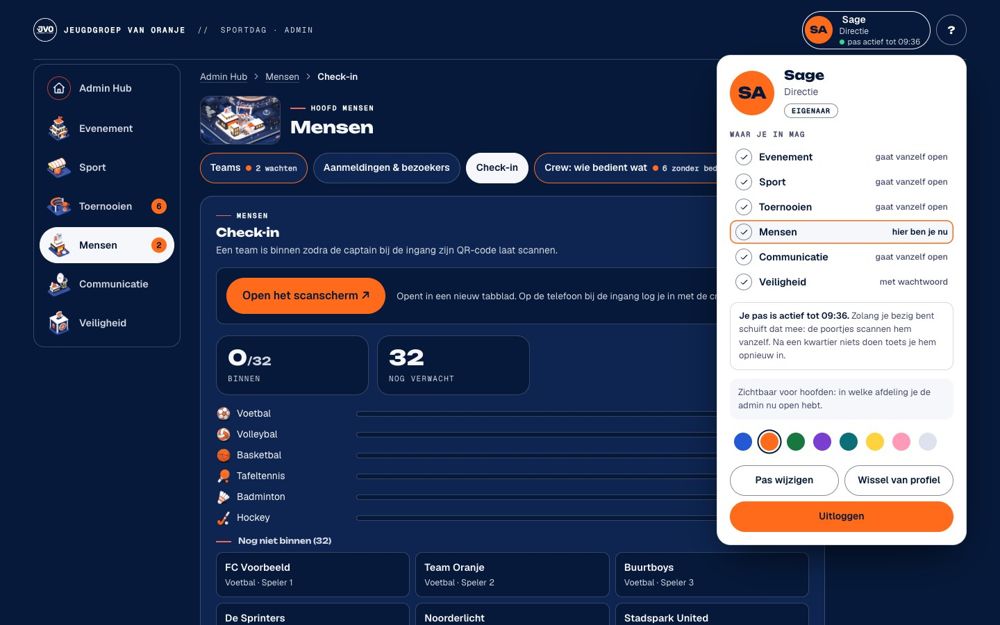 JVO JEUGDGROEP VAN ORANJE // SPORTDAG · ADMIN
SA Sage
Directie
pas actief tot 09:36
?
Admin Hub
Evenement
Sport
Toernooien 6
Mensen 2
Communicatie
Veiligheid
Admin Hub > Mensen > Check-in
HOOFD MENSEN
Mensen
Teams 2 wachten
Aanmeldingen & bezoekers
Check-in
Crew: wie bedient wat 6 zonder
MENSEN
Check-in
Een team is binnen zodra de captain bij de ingang zijn QR-code laat scannen.
Open het scanscherm ↗
Opent in een nieuw tabblad. Op de telefoon bij de ingang log je in met de
0/32
BINNEN
32
NOG VERWACHT
Voetbal
Volleybal
Basketbal
Tafeltennis
Badminton
Hockey
Nog niet binnen (32)
FC Voorbeeld
Voetbal · Speler 1
Team Oranje
Voetbal · Speler 2
Buurtboys
Voetbal · Speler 3
De Sprinters
Noorderlicht
Stadspark United
SA
Sage
Directie
EIGENAAR
WAAR JE IN MAG
Evenement gaat vanzelf open
Sport gaat vanzelf open
Toernooien gaat vanzelf open
Mensen hier ben je nu
Communicatie gaat vanzelf open
Veiligheid met wachtwoord
Je pas is actief tot 09:36. Zolang je bezig bent
schuift dat mee: de poortjes scannen hem
vanzelf. Na een kwartier niets doen toets je hem
opnieuw in.
Zichtbaar voor hoofden: in welke afdeling je de
admin nu open hebt.
Pas wijzigen
Wissel van profiel
Uitloggen